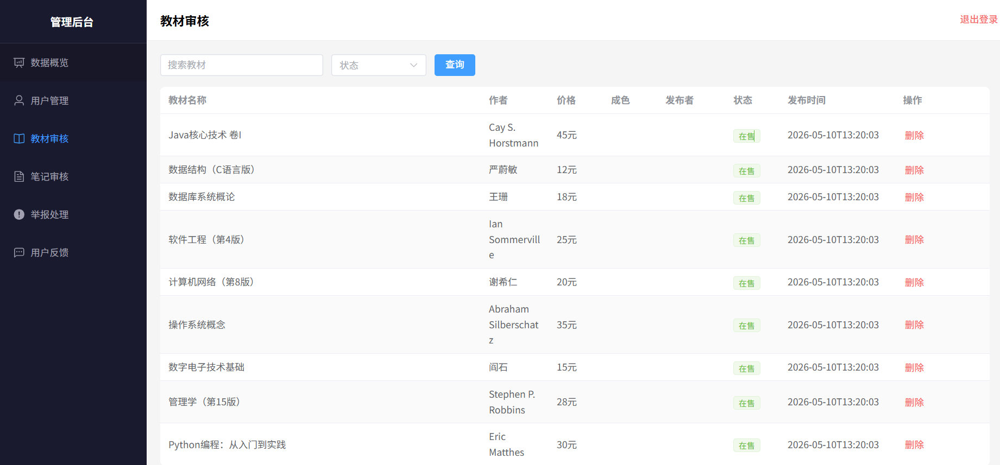 管理后台
数据概览
用户管理
教材审核
笔记审核
举报处理
用户反馈
教材审核
退出登录
搜索教材
状态
查询
教材名称 作者 价格 成色 发布者 状态 发布时间 操作
Java核心技术 卷I Cay S. Horstmann 45元 在售 2026-05-10T13:20:03 删除
数据结构（C语言版） 严蔚敏 12元 在售 2026-05-10T13:20:03 删除
数据库系统概论 王珊 18元 在售 2026-05-10T13:20:03 删除
软件工程（第4版） Ian Sommerville 25元 在售 2026-05-10T13:20:03 删除
计算机网络（第8版） 谢希仁 20元 在售 2026-05-10T13:20:03 删除
操作系统概念 Abraham Silberschatz 35元 在售 2026-05-10T13:20:03 删除
数字电子技术基础 阎石 15元 在售 2026-05-10T13:20:03 删除
管理学（第15版） Stephen P. Robbins 28元 在售 2026-05-10T13:20:03 删除
Python编程：从入门到实践 Eric Matthes 30元 在售 2026-05-10T13:20:03 删除